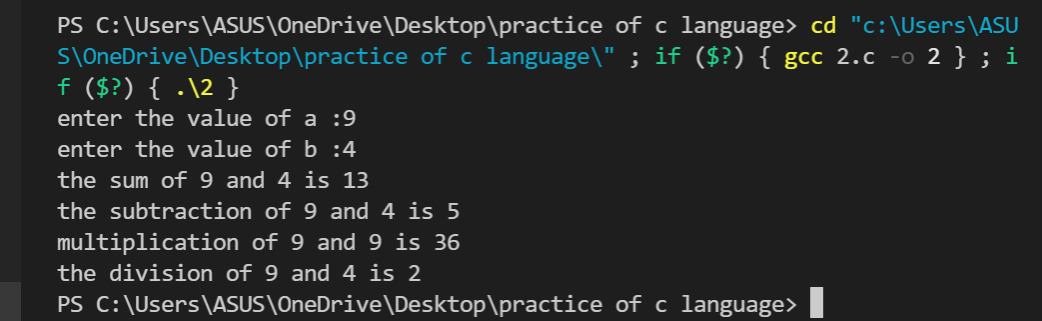 PS C:\Users\ASUS\OneDrive\Desktop\practice of c language> cd "c:\Users\ASU
S\OneDrive\Desktop\practice of c language\" ; if ($?) { gcc 2.c -o 2 } ; i
f ($?) { .\2 }
enter the value of a :9
enter the value of b :4
the sum of 9 and 4 is 13
the subtraction of 9 and 4 is 5
multiplication of 9 and 9 is 36
the division of 9 and 4 is 2
PS C:\Users\ASUS\OneDrive\Desktop\practice of c language>